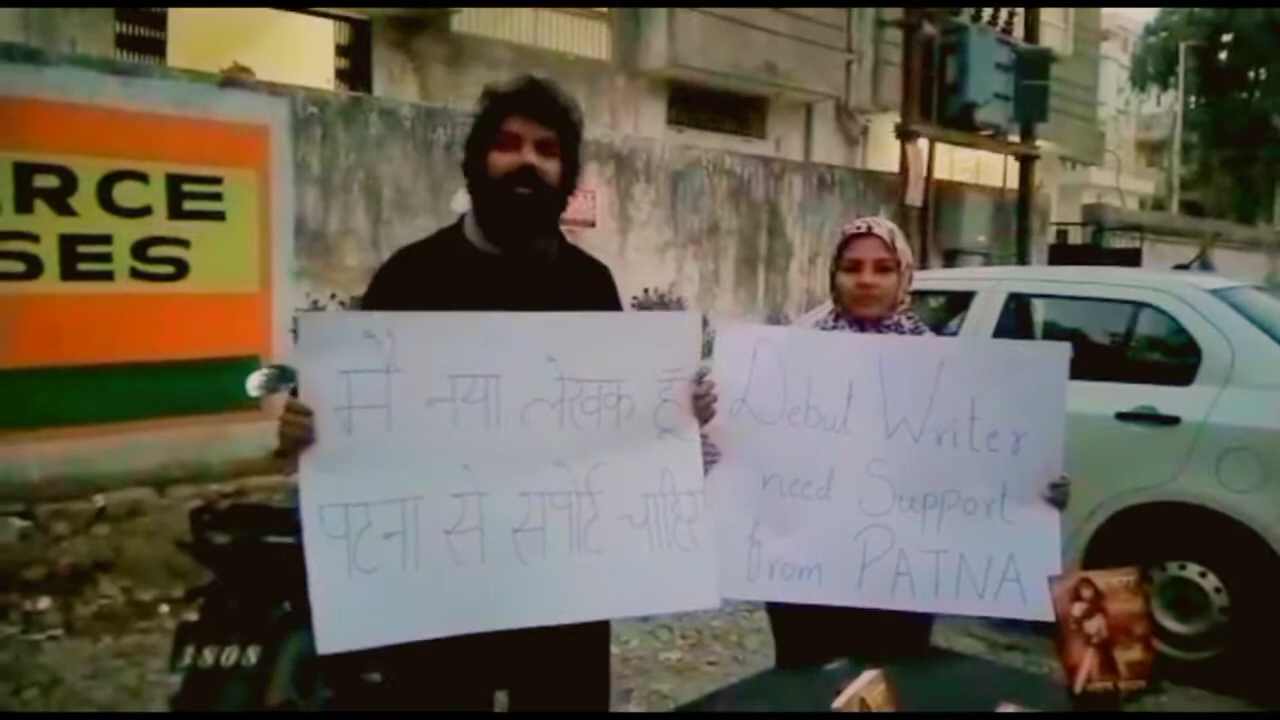 RCE
SES
मैं नया लेखक हूँ
पटना से सपोर्ट चाहिए
Debut Writer
need Support
from PATNA
1808